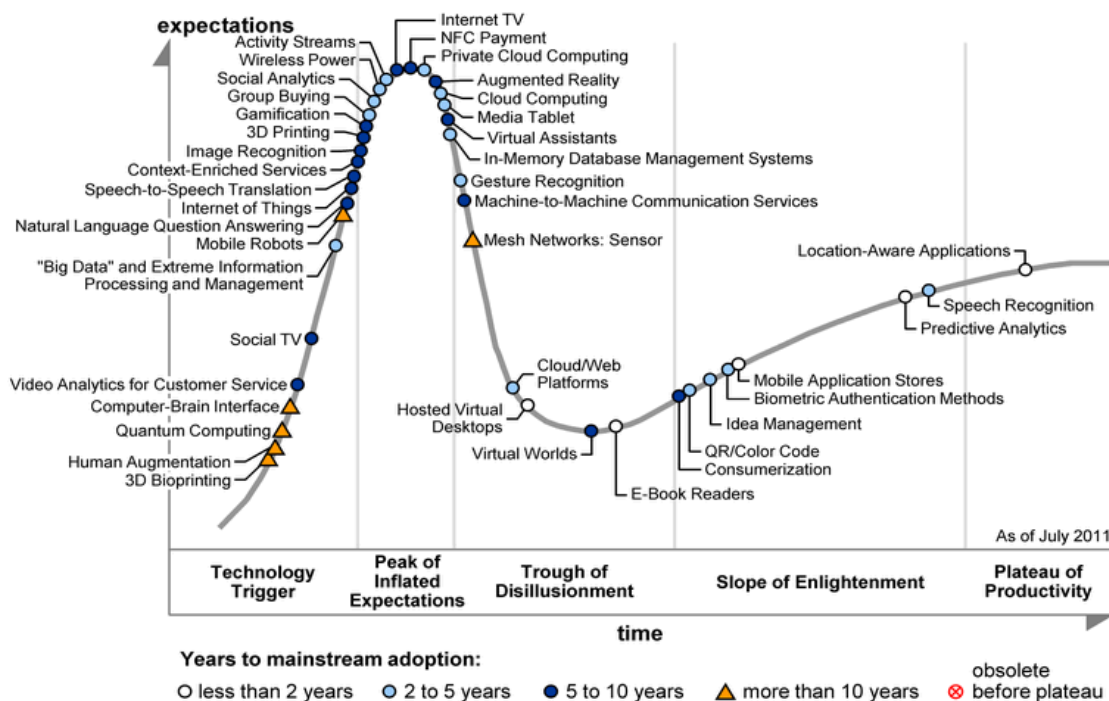 expectations
Activity Streams
Wireless Power
Social Analytics
Group Buying
Gamification
3D Printing
Image Recognition
Context-Enriched Services
Speech-to-Speech Translation
Internet of Things
Natural Language Question Answering
Mobile Robots
"Big Data" and Extreme Information
Processing and Management
Social TV
Video Analytics for Customer Service
Computer-Brain Interface
Quantum Computing
Human Augmentation
3D Bioprinting
Internet TV
NFC Payment
Private Cloud Computing
Augmented Reality
Cloud Computing
Media Tablet
Virtual Assistants
In-Memory Database Management Systems
Gesture Recognition
Machine-to-Machine Communication Services
Mesh Networks: Sensor
Cloud/Web
Platforms
Hosted Virtual
Desktops
Virtual Worlds
E-Book Readers
Consumerization
QR/Color Code
Idea Management
Biometric Authentication Methods
Mobile Application Stores
Predictive Analytics
Speech Recognition
Location-Aware Applications
As of July 2011
Technology
Trigger
Peak of
Inflated
Expectations
Trough of
Disillusionment
Slope of Enlightenment
Plateau of
Productivity
time
Years to mainstream adoption:
less than 2 years
2 to 5 years
5 to 10 years
more than 10 years
obsolete
before plateau